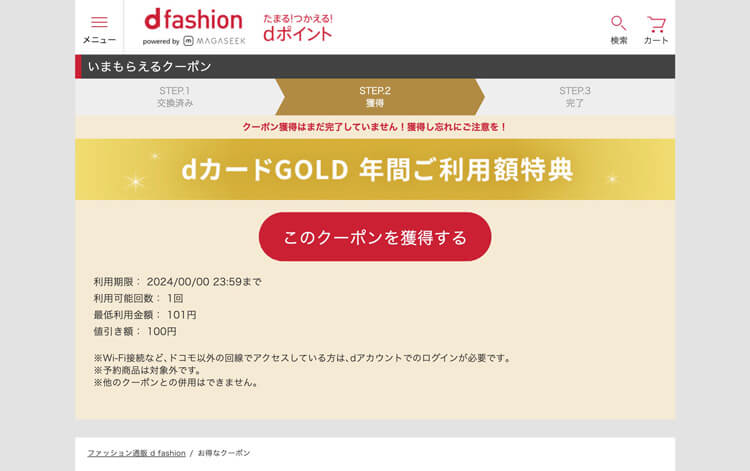 d fashion
powered by m MAGASEEK
たまる!つかえる!
dポイント
メニュー
検索
カート
いまもらえるクーポン
STEP.1
交換済み
STEP.2
獲得
STEP.3
完了
クーポン獲得はまだ完了していません！獲得し忘れにご注意を！
dカードGOLD 年間ご利用額特典
このクーポンを獲得する
利用期限： 2024/00/00 23:59まで
利用可能回数： 1回
最低利用金額： 101円
値引き額： 100円
※Wi-Fi接続など、ドコモ以外の回線でアクセスしている方は、dアカウントでのログインが必要です。
※予約商品は対象外です。
※他のクーポンとの併用はできません。
ファッション通販 d fashion / お得なクーポン